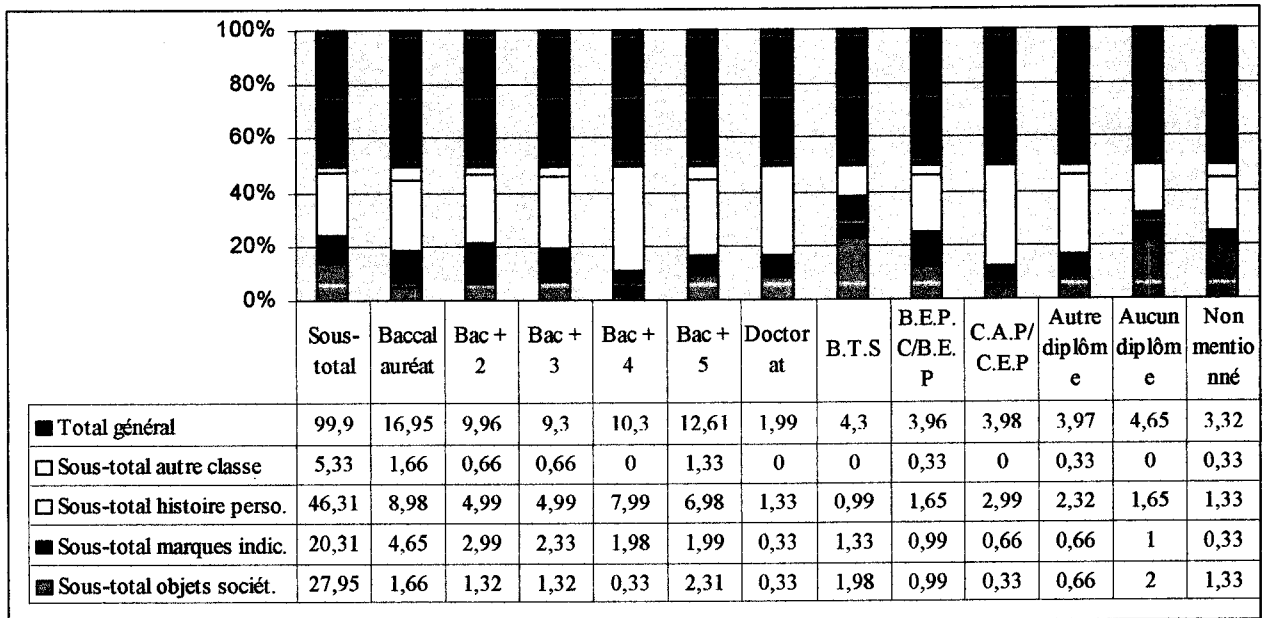 100%
80%
60%
40%
20%
0%
Sous-total Baccalauréat Bac + 2 Bac + 3 Bac + 4 Bac + 5 Doctorat B.T.S B.E.P.C/B.E.P C.A.P/C.E.P Autre diplôme Aucun diplôme Non mentionné
Total général 99,9 16,95 9,96 9,3 10,3 12,61 1,99 4,3 3,96 3,98 3,97 4,65 3,32
Sous-total autre classe 5,33 1,66 0,66 0,66 0 1,33 0 0 0,33 0 0,33 0 0,33
Sous-total histoire perso. 46,31 8,98 4,99 4,99 7,99 6,98 1,33 0,99 1,65 2,99 2,32 1,65 1,33
Sous-total marques indic. 20,31 4,65 2,99 2,33 1,98 1,99 0,33 1,33 0,99 0,66 0,66 1 0,33
Sous-total objets sociét. 27,95 1,66 1,32 1,32 0,33 2,31 0,33 1,98 0,99 0,33 0,66 2 1,33